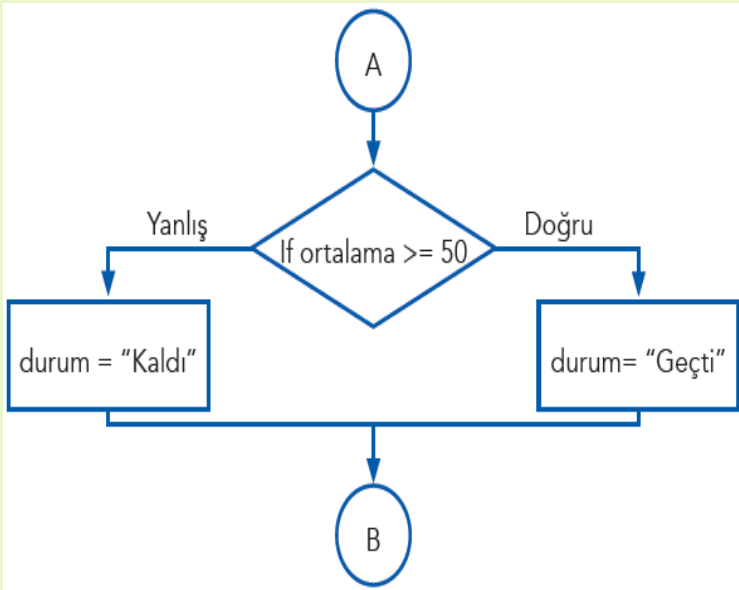 A
Yanlış
Doğru
If ortalama >= 50
durum = “Kaldı”
durum= “Geçti”
B